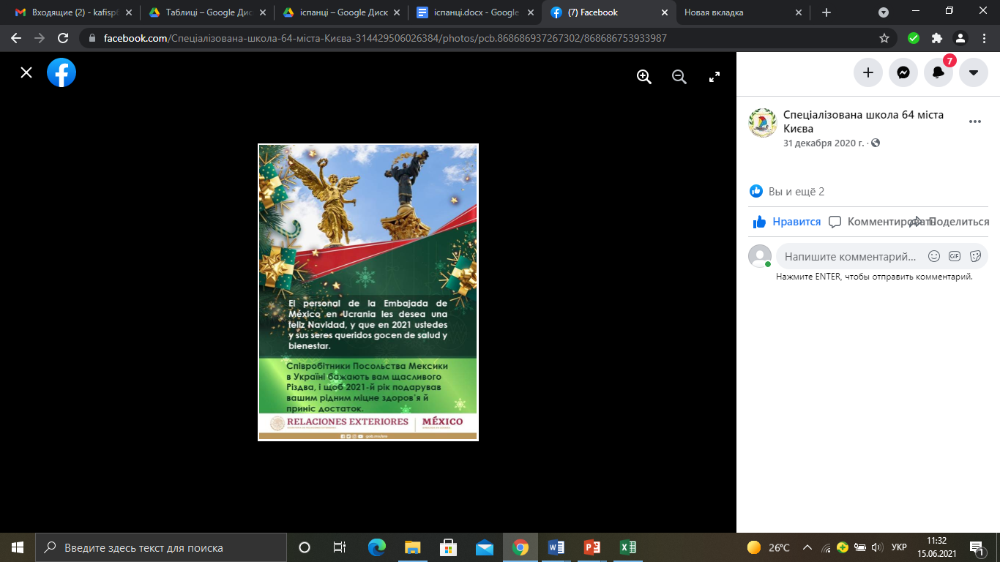 Входящие (2) - kafisp
Таблиці – Google Дис
іспанці – Google Диск
іспанці.docx - Google
(7) Facebook
Новая вкладка
facebook.com/Спеціалізована-школа-64-міста-Києва-314429506026384/photos/pcb.868686937267302/868686753933987
7
Спеціалізована школа 64 міста
Києва
31 декабря 2020 г. ·
Вы и ещё 2
Нравится Комментировать Поделиться
Напишите комментарий...
GIF
Нажмите ENTER, чтобы отправить комментарий.
El personal de la Embajada de
México en Ucrania les desea una
feliz Navidad, y que en 2021 ustedes
y sus seres queridos gocen de salud y
bienestar.
Співробітники Посольства Мексики
в Україні бажають вам щасливого
Різдва, і щоб 2021-й рік подарував
вашим рідним міцне здоров'я й
приніс достаток.
RELACIONES EXTERIORES MÉXICO
gob.mx/sre
Введите здесь текст для поиска
26°C
УКР
11:32
15.06.2021
1